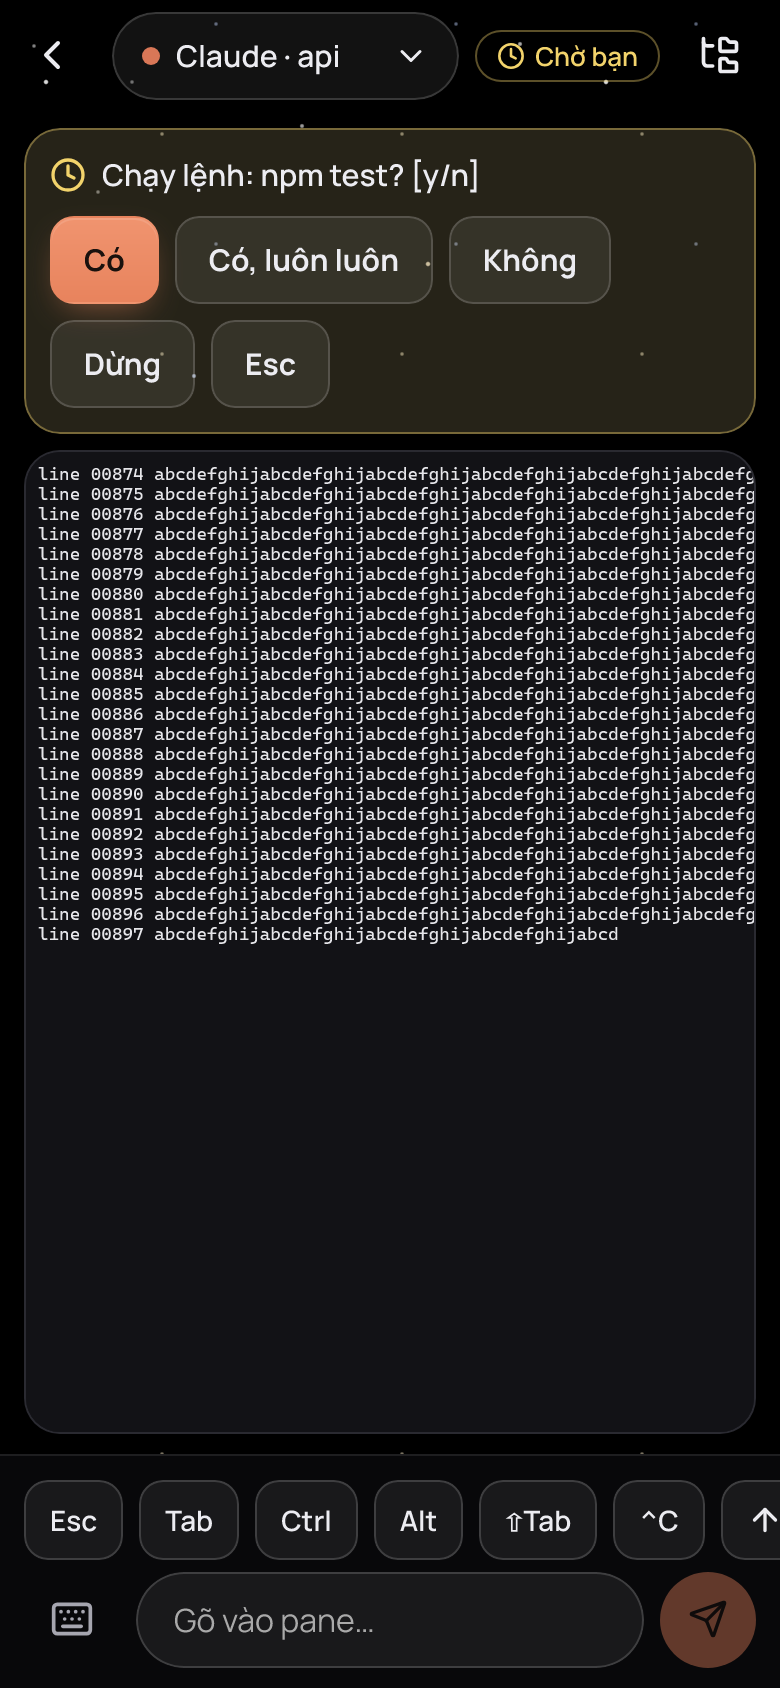 Claude · api
Chờ bạn
Chạy lệnh: npm test? [y/n]
Có
Có, luôn luôn
Không
Dừng
Esc
line 00874 abcdefghijabcdefghijabcdefghijabcdefghijabcdefghijabcdefg
line 00875 abcdefghijabcdefghijabcdefghijabcdefghijabcdefghijabcdefg
line 00876 abcdefghijabcdefghijabcdefghijabcdefghijabcdefghijabcdefg
line 00877 abcdefghijabcdefghijabcdefghijabcdefghijabcdefghijabcdefg
line 00878 abcdefghijabcdefghijabcdefghijabcdefghijabcdefghijabcdefg
line 00879 abcdefghijabcdefghijabcdefghijabcdefghijabcdefghijabcdefg
line 00880 abcdefghijabcdefghijabcdefghijabcdefghijabcdefghijabcdefg
line 00881 abcdefghijabcdefghijabcdefghijabcdefghijabcdefghijabcdefg
line 00882 abcdefghijabcdefghijabcdefghijabcdefghijabcdefghijabcdefg
line 00883 abcdefghijabcdefghijabcdefghijabcdefghijabcdefghijabcdefg
line 00884 abcdefghijabcdefghijabcdefghijabcdefghijabcdefghijabcdefg
line 00885 abcdefghijabcdefghijabcdefghijabcdefghijabcdefghijabcdefg
line 00886 abcdefghijabcdefghijabcdefghijabcdefghijabcdefghijabcdefg
line 00887 abcdefghijabcdefghijabcdefghijabcdefghijabcdefghijabcdefg
line 00888 abcdefghijabcdefghijabcdefghijabcdefghijabcdefghijabcdefg
line 00889 abcdefghijabcdefghijabcdefghijabcdefghijabcdefghijabcdefg
line 00890 abcdefghijabcdefghijabcdefghijabcdefghijabcdefghijabcdefg
line 00891 abcdefghijabcdefghijabcdefghijabcdefghijabcdefghijabcdefg
line 00892 abcdefghijabcdefghijabcdefghijabcdefghijabcdefghijabcdefg
line 00893 abcdefghijabcdefghijabcdefghijabcdefghijabcdefghijabcdefg
line 00894 abcdefghijabcdefghijabcdefghijabcdefghijabcdefghijabcdefg
line 00895 abcdefghijabcdefghijabcdefghijabcdefghijabcdefghijabcdefg
line 00896 abcdefghijabcdefghijabcdefghijabcdefghijabcdefghijabcdefg
line 00897 abcdefghijabcdefghijabcdefghijabcdefghijabcd
Esc
Tab
Ctrl
Alt
⇧Tab
^C
↑
Gõ vào pane...